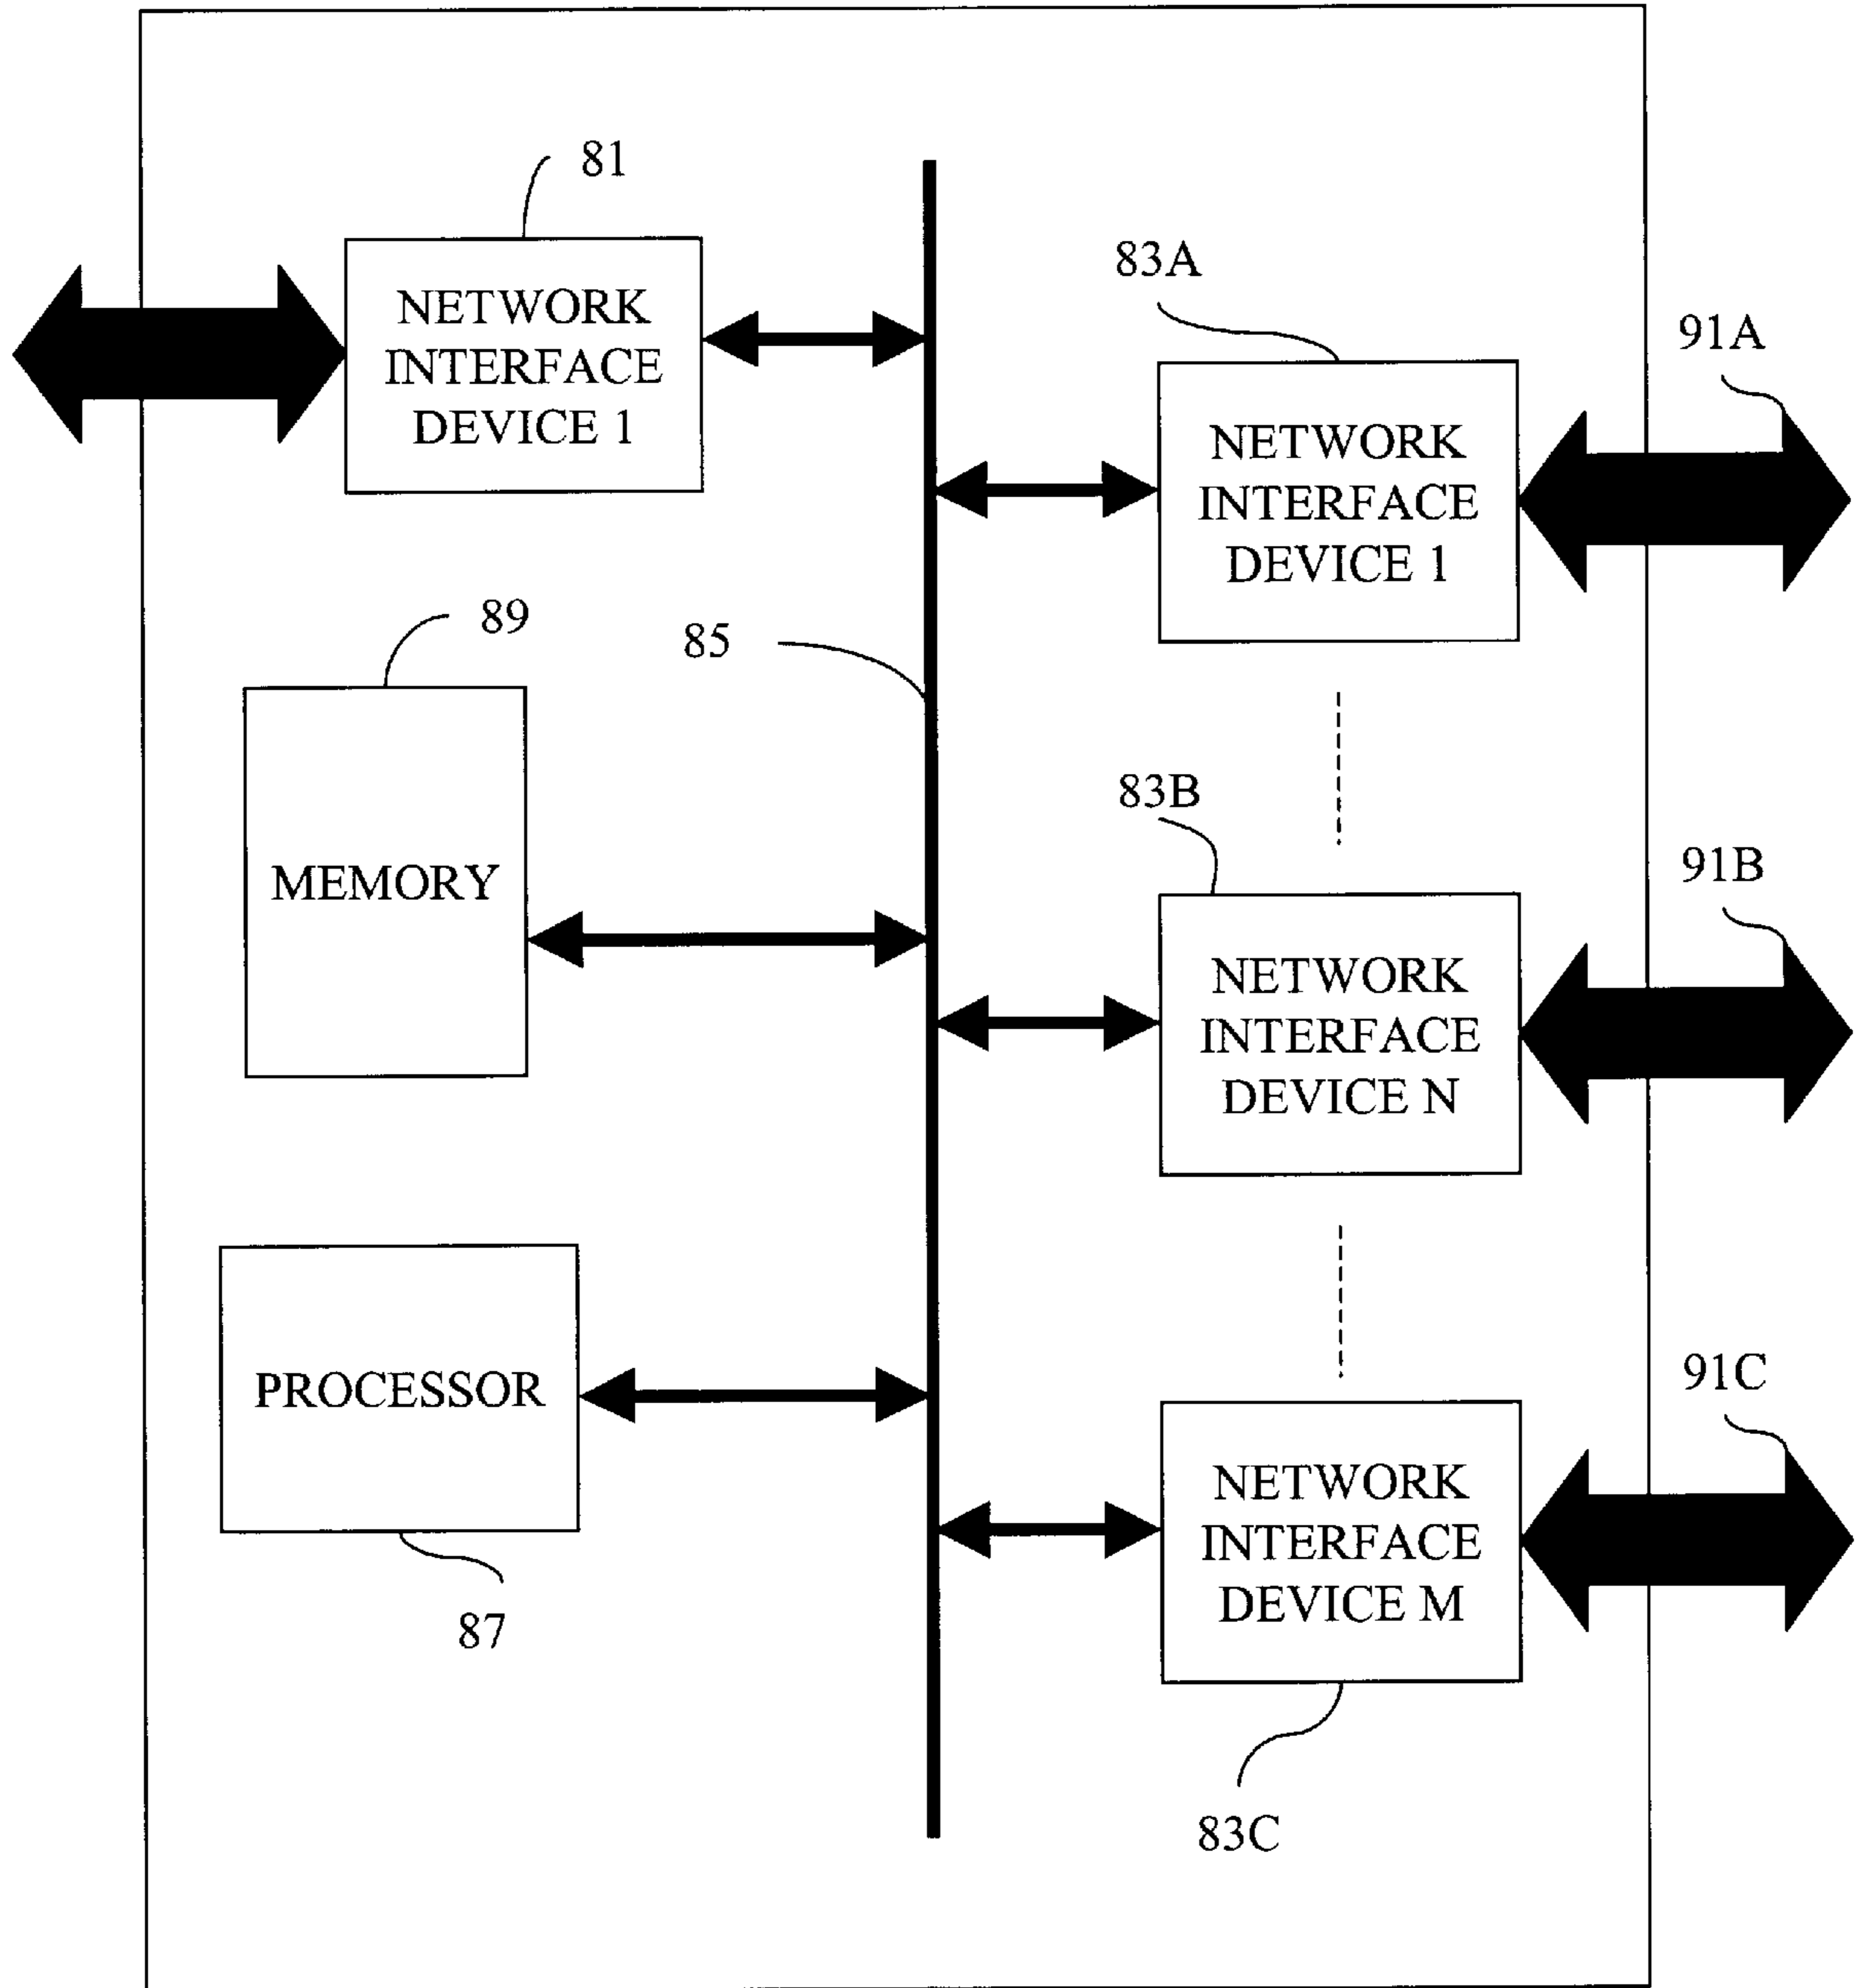 81
NETWORK
INTERFACE
DEVICE 1
83A
NETWORK
INTERFACE
DEVICE 1
91A
89
MEMORY
85
83B
NETWORK
INTERFACE
DEVICE N
91B
PROCESSOR
87
NETWORK
INTERFACE
DEVICE M
91C
83C